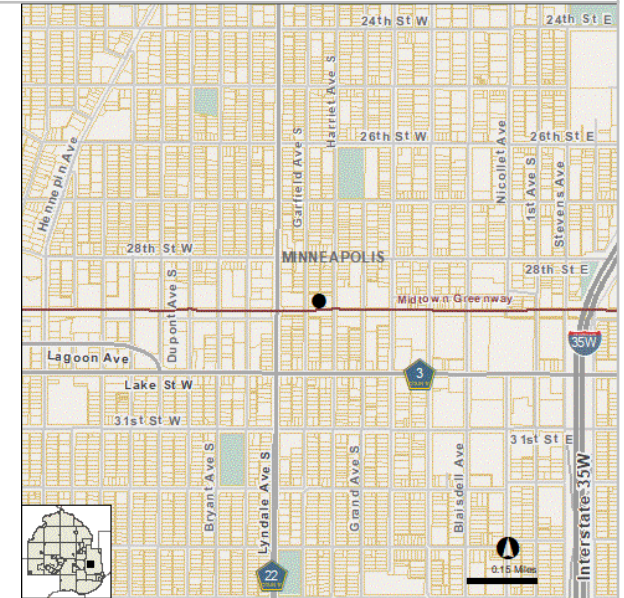 24th St W
24th St E
Harriet Ave S
26th St W
26th St E
Hennepin Ave
Garfield Ave S
Nicollet Ave
1st Ave S
Stevens Ave
28th St W
MINNEAPOLIS
28th St E
Midtown Greenway
Dupont Ave S
35W
Lagoon Ave
3
Lake St W
31st St W
31st St E
Bryant Ave S
Lyndale Ave S
Grand Ave S
Blaisdell Ave
Interstate 35W
22
0.15 Miles